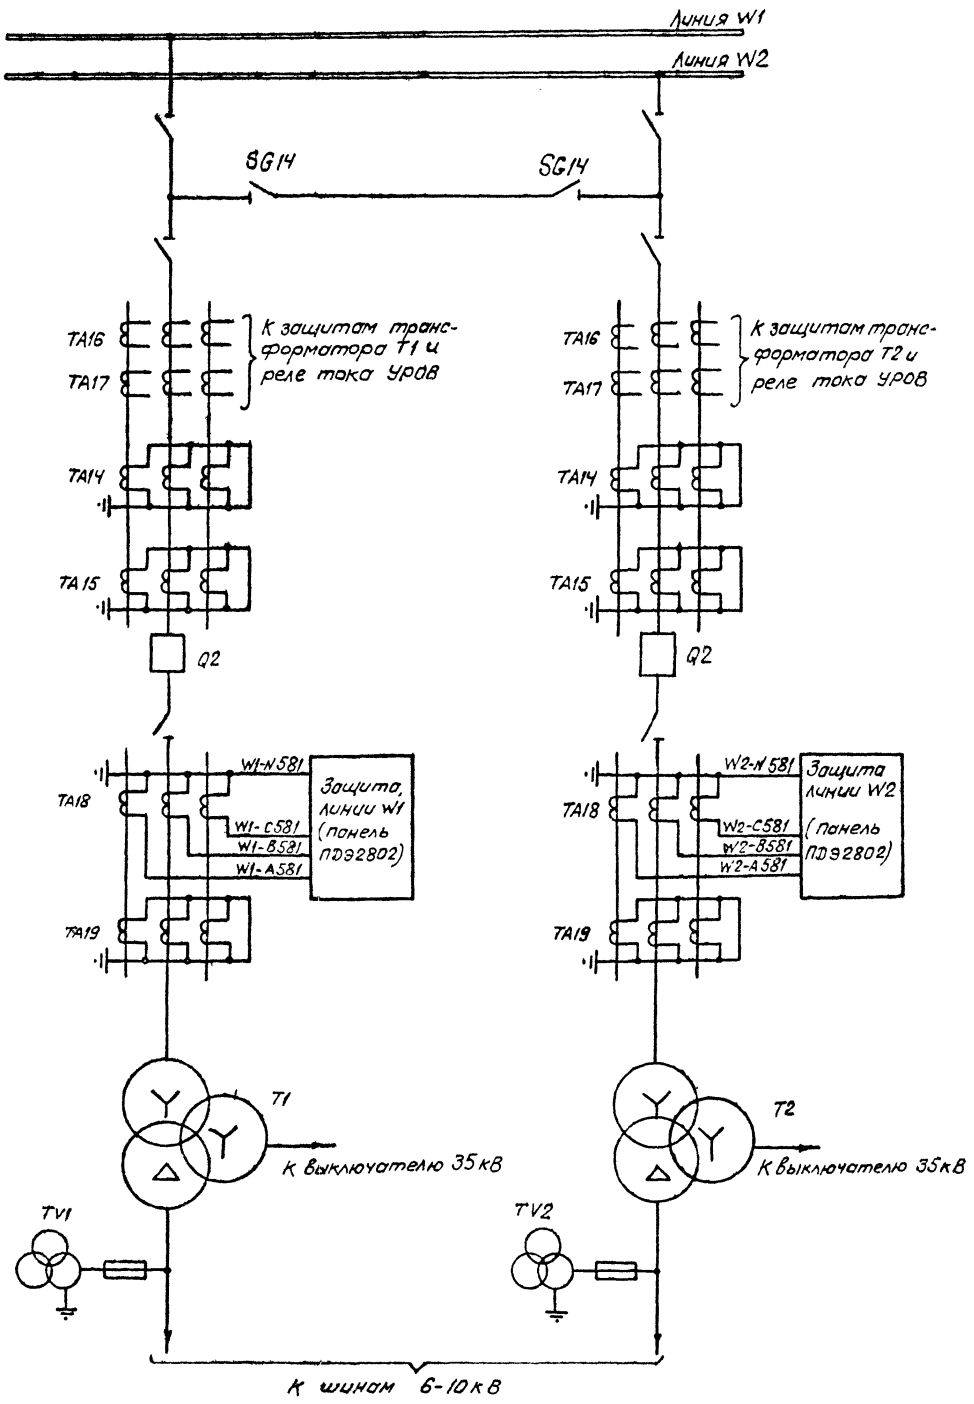 Линия W1
Линия W2
SG14
SG14
TA16
К защитам транс-
форматора Т1 и
реле тока УРОВ
TA17
TA16
К защитам транс-
форматора Т2 и
реле тока УРОВ
TA17
TA14
TA14
TA15
TA15
Q2
Q2
TA18
W1-N581
W1-C581
W1-B581
W1-A581
Защита
линии W1
(панель
ПДЭ2802)
TA18
W2-N581
W2-C581
W2-B581
W2-A581
Защита
линии W2
(панель
ПДЭ2802)
TA19
TA19
T1
К выключателю 35кВ
T2
К выключателю 35кВ
TV1
TV2
К шинам 6-10кВ